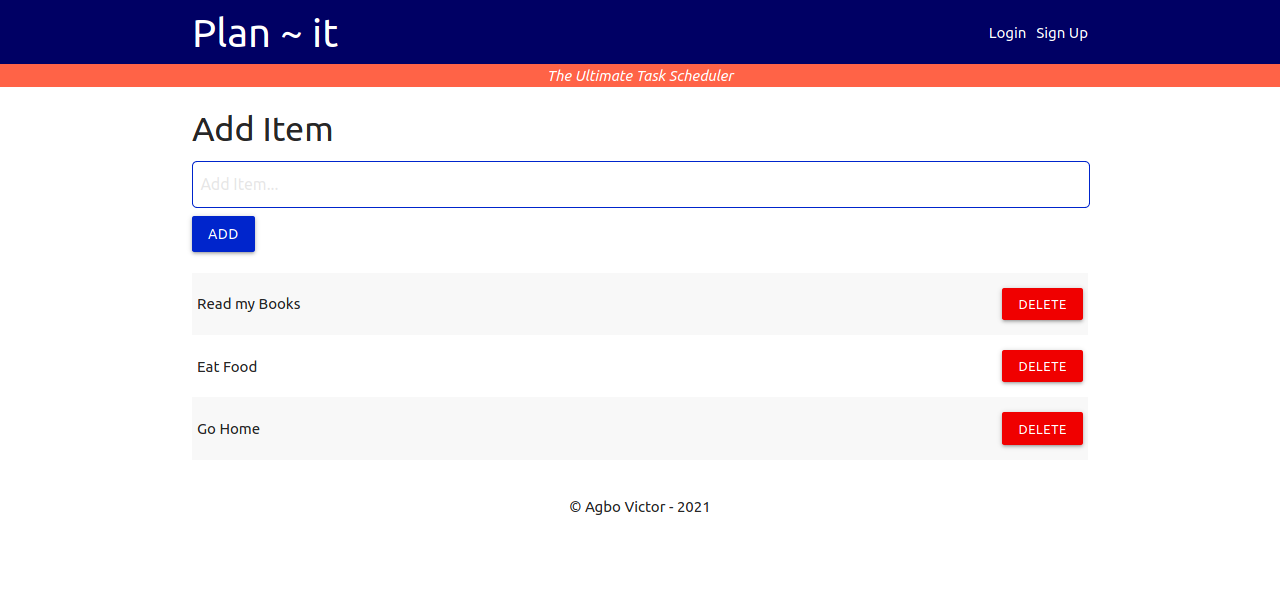 Plan ~ it
Login Sign Up
The Ultimate Task Scheduler
Add Item
Add Item...
ADD
Read my Books DELETE
Eat Food DELETE
Go Home DELETE
© Agbo Victor - 2021